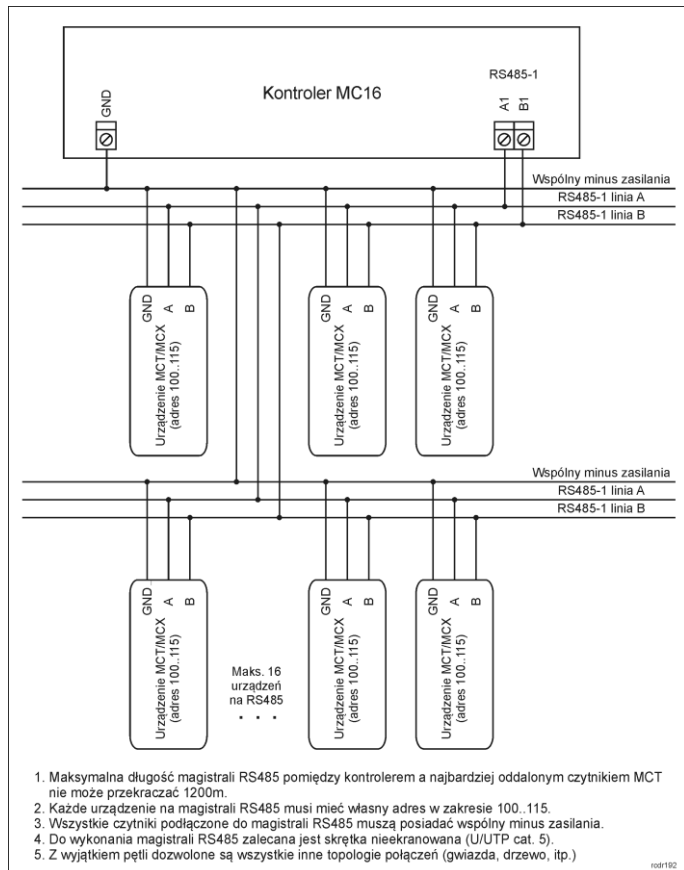 Kontroler MC16
RS485-1
GND
A1
B1
Wspólny minus zasilania
RS485-1 linia A
RS485-1 linia B
GND
A
B
Urządzenie MCT/MCX
(adres 100..115)
GND
A
B
Urządzenie MCT/MCX
(adres 100..115)
GND
A
B
Urządzenie MCT/MCX
(adres 100..115)
Wspólny minus zasilania
RS485-1 linia A
RS485-1 linia B
GND
A
B
Urządzenie MCT/MCX
(adres 100..115)
Maks. 16
urządzeń
na RS485
. . .
GND
A
B
Urządzenie MCT/MCX
(adres 100..115)
GND
A
B
Urządzenie MCT/MCX
(adres 100..115)
1. Maksymalna długość magistrali RS485 pomiędzy kontrolerem a najbardziej oddalonym czytnikiem MCT
nie może przekraczać 1200m.
2. Każde urządzenie na magistrali RS485 musi mieć własny adres w zakresie 100..115.
3. Wszystkie czytniki podłączone do magistrali RS485 muszą posiadać wspólny minus zasilania.
4. Do wykonania magistrali RS485 zalecana jest skrętka nieekranowana (U/UTP cat. 5).
5. Z wyjątkiem pętli dozwolone są wszystkie inne topologie połączeń (gwiazda, drzewo, itp.)
rcdr192